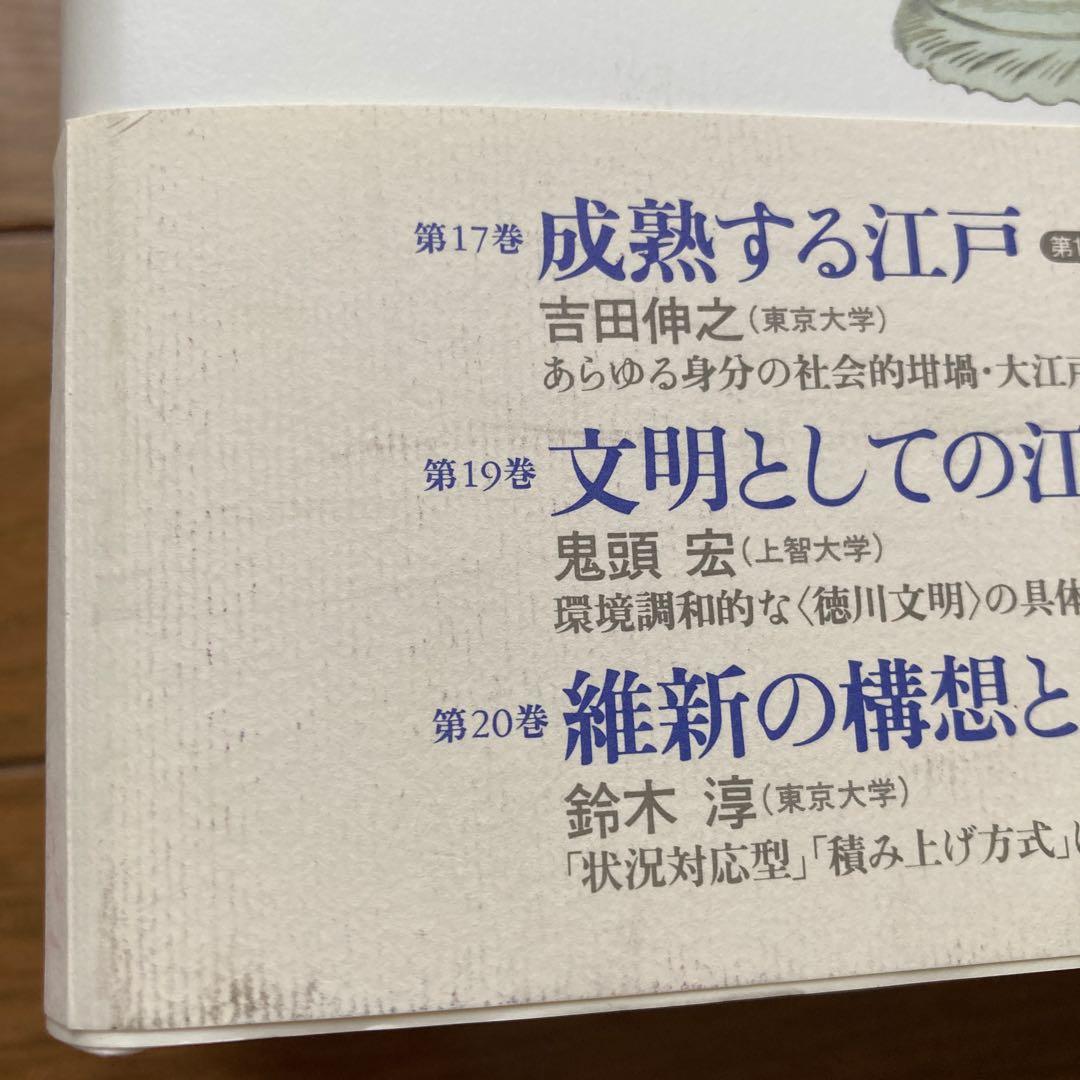 第17巻 成熟する江戸 第1
吉田伸之(東京大学)
あらゆる身分の社会的坩堝・大江戸
第19巻 文明としての江
鬼頭 宏(上智大学)
環境調和的な〈徳川文明〉の具体
第20巻 維新の構想と
鈴木 淳(東京大学)
「状況対応型」「積み上げ方式」